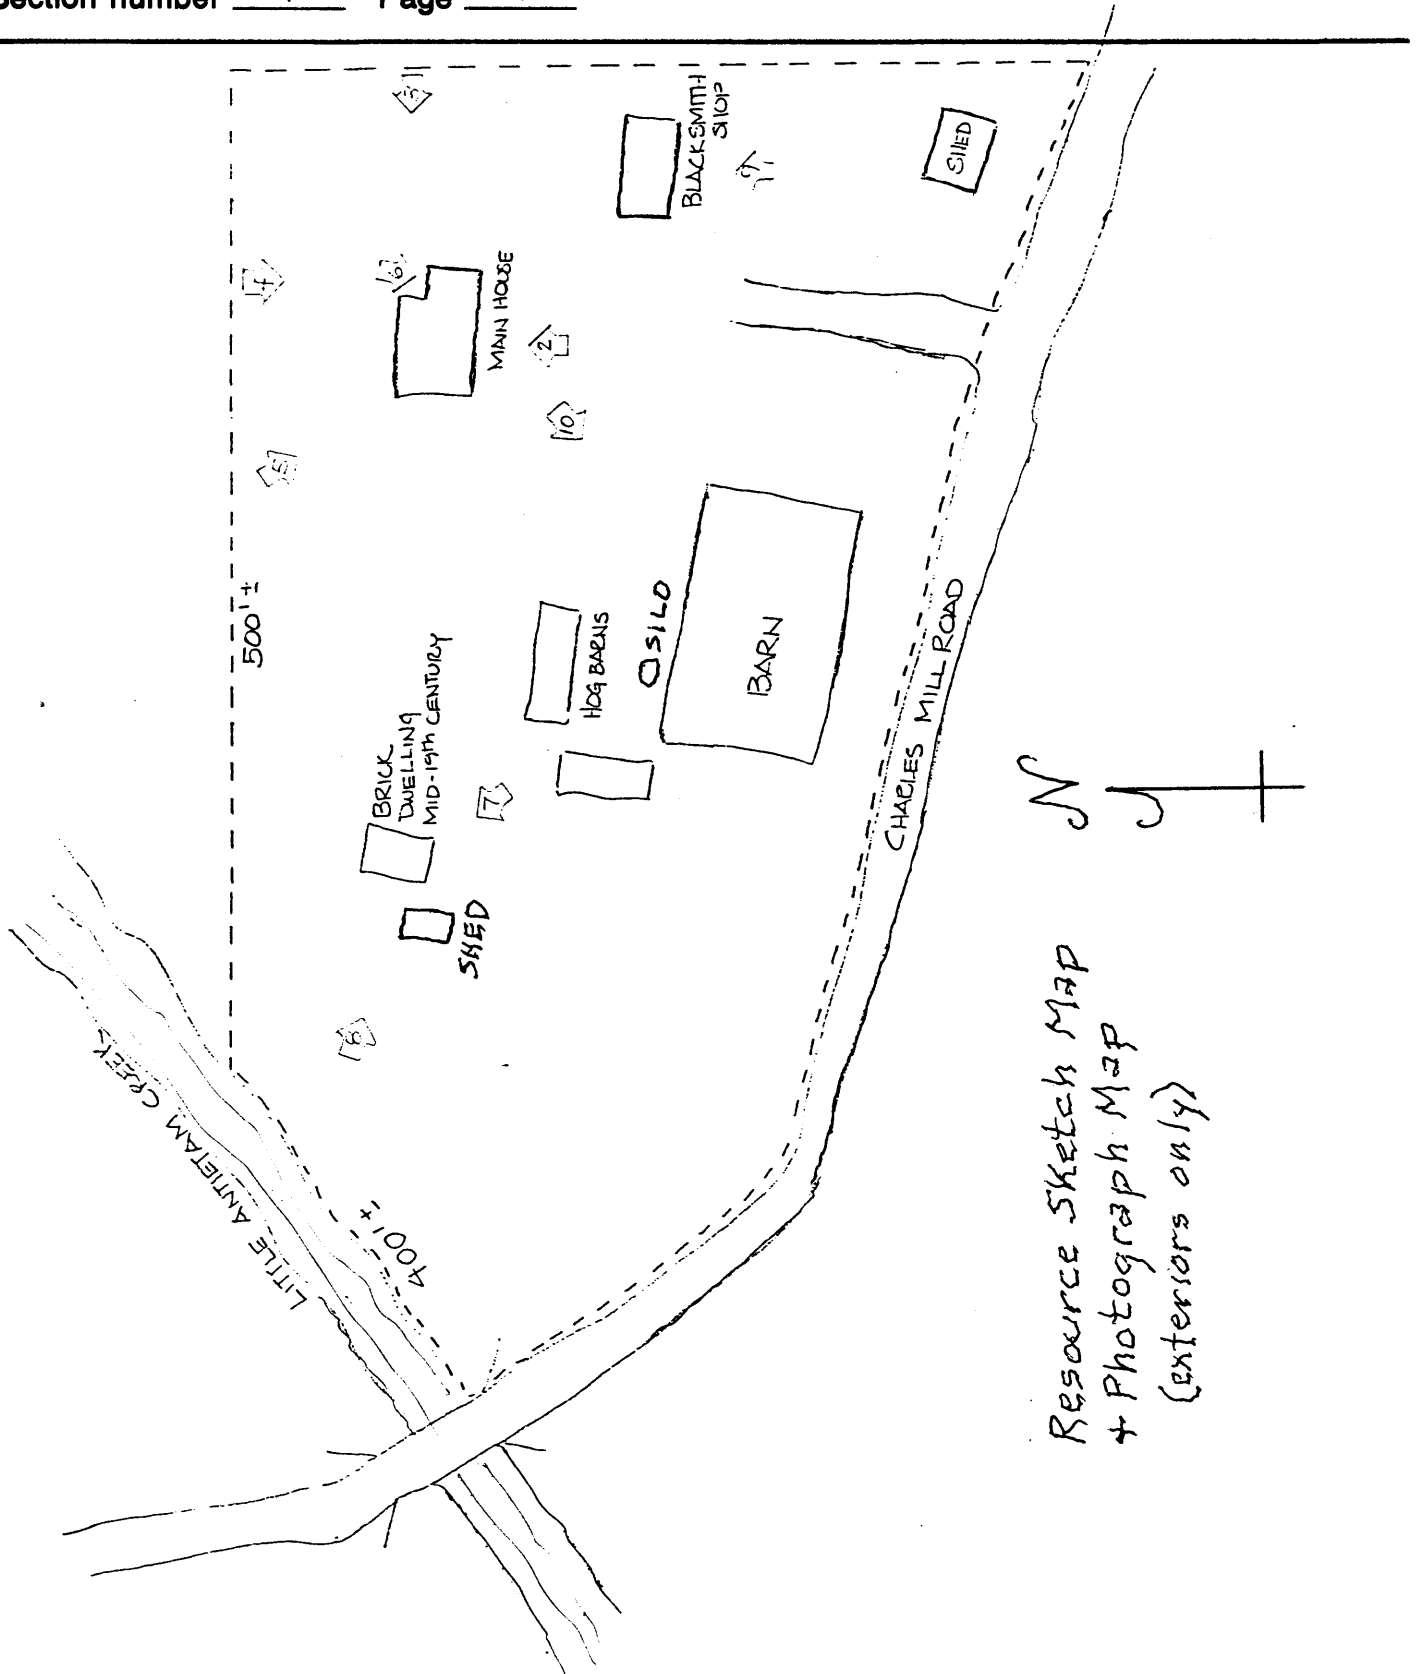 Section number Page
3
BLACKSMITH
SHOP
9
SHED
4
6
MAIN HOUSE
2
10
5
500'±
BRICK
DWELLING
MID-19TH CENTURY
HOG BARNS
SILO
BARN
7
SHED
8
CHARLES MILL ROAD
LITTLE ANTIETAM CREEK
400'±
N
Resource Sketch Map
+ Photograph Map
(exteriors only)